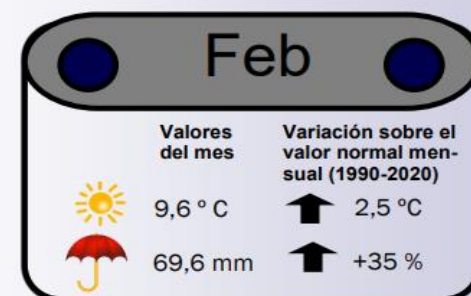 Feb
Valores
del mes
Variación sobre el
valor normal men-
sual (1990-2020)
9,6 º C
2,5 ºC
69,6 mm
+35 %